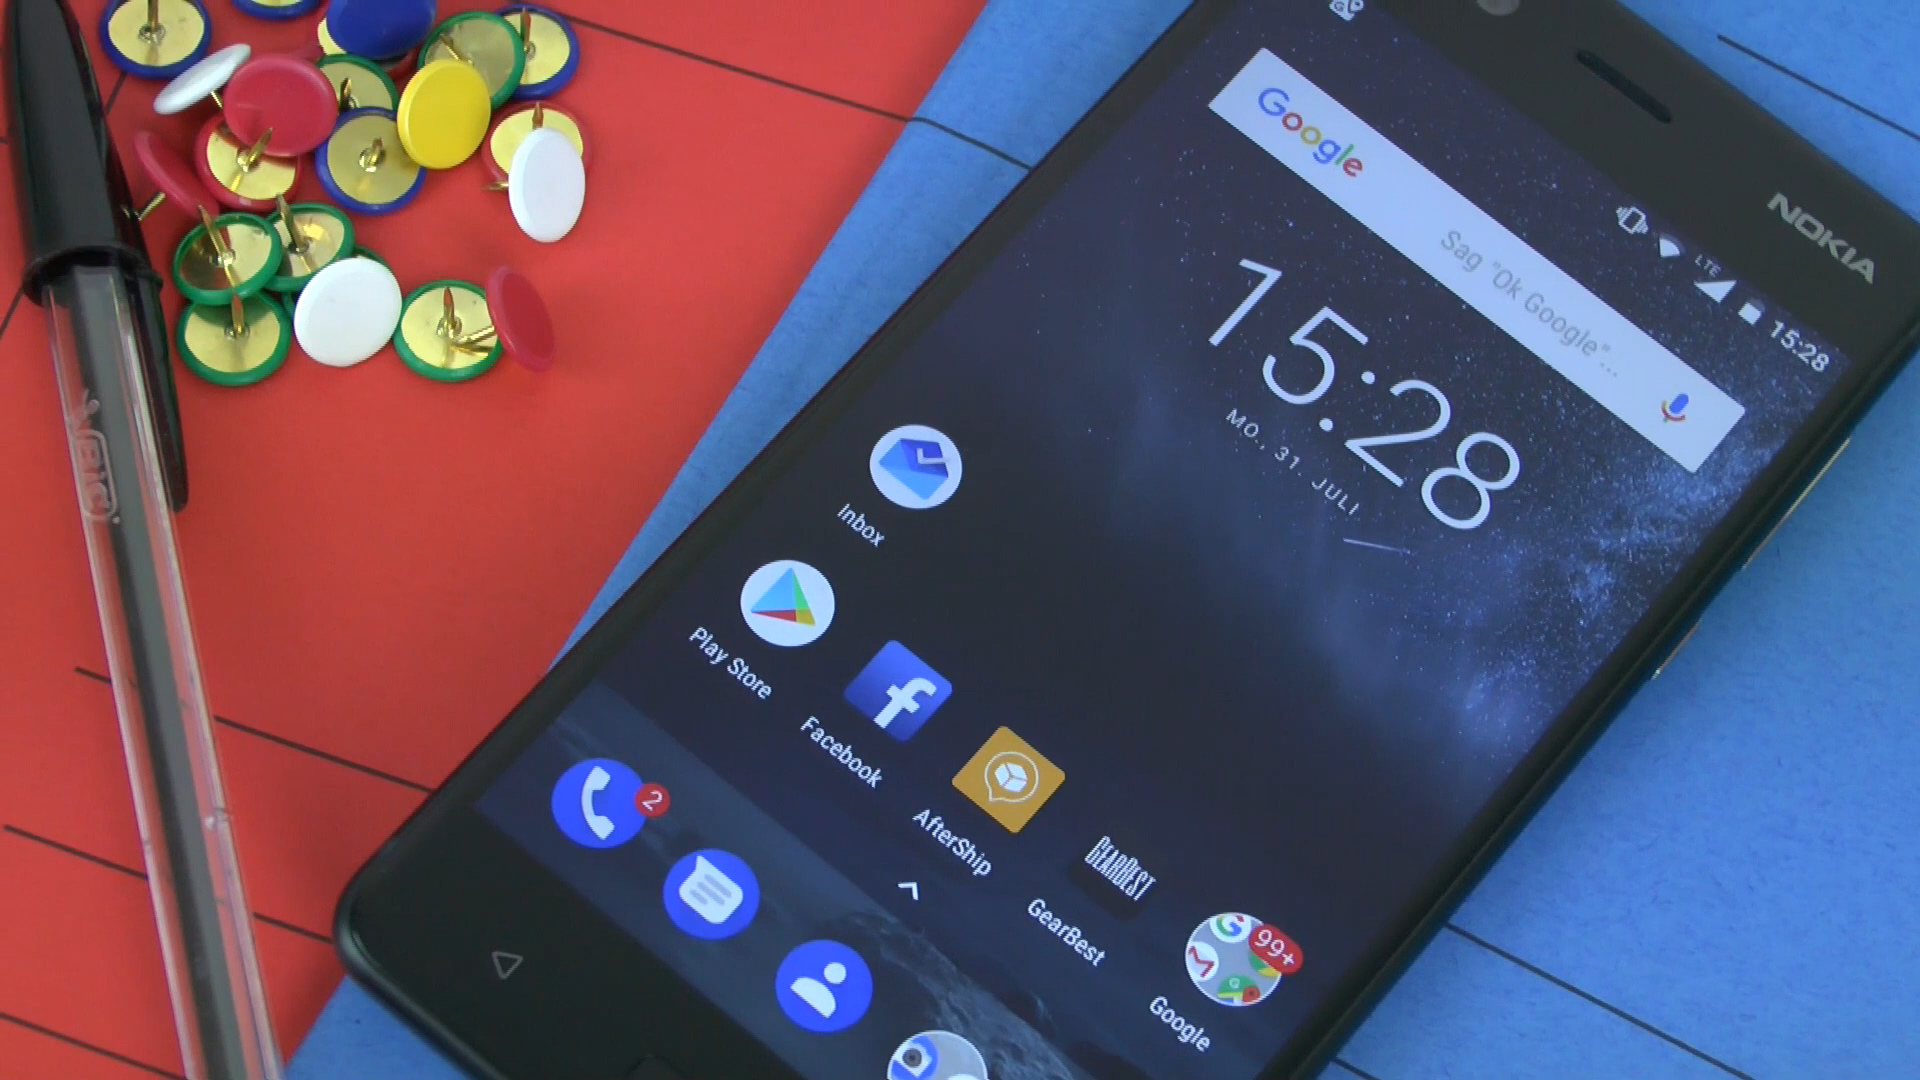 NOKIA
LTE
15:28
Google
Sag "Ok Google"...
15:28
MO., 31. JULI
Inbox
Play Store
Facebook
AfterShip
GEARBEST
GearBest
G
99+
Google
2
BIC